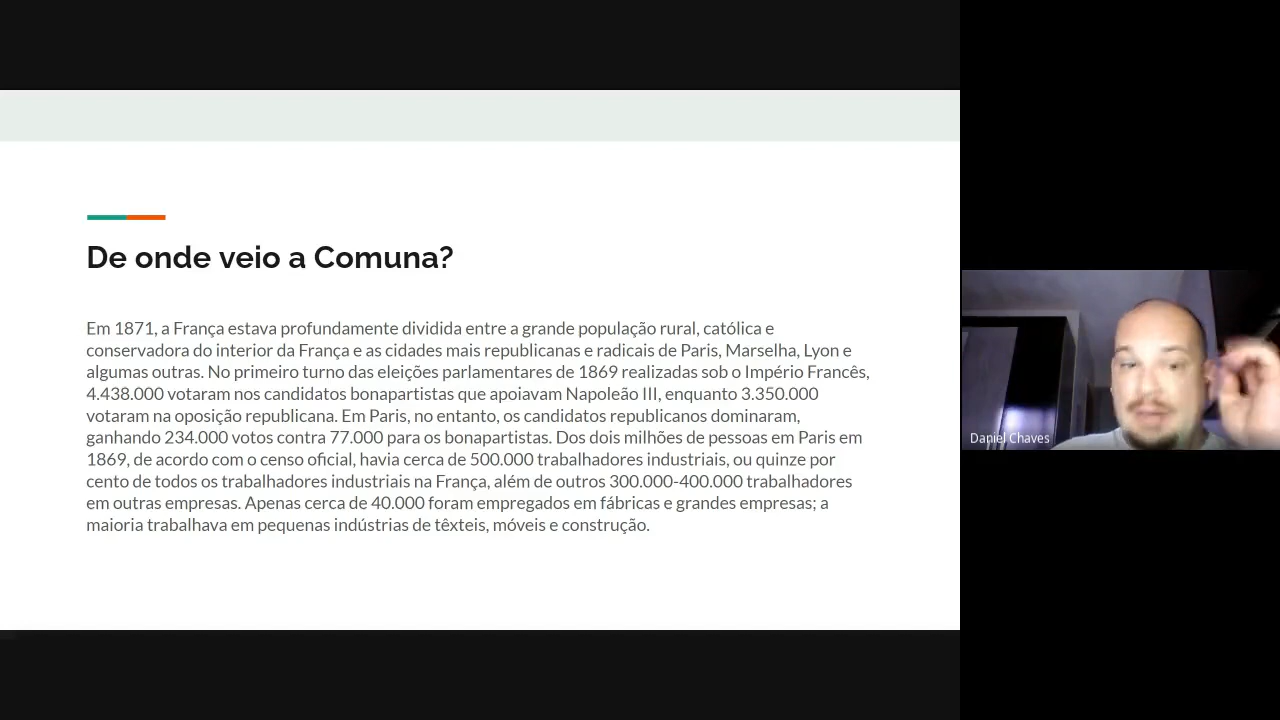 De onde veio a Comuna?
Em 1871, a França estava profundamente dividida entre a grande população rural, católica e
conservadora do interior da França e as cidades mais republicanas e radicais de Paris, Marselha, Lyon e
algumas outras. No primeiro turno das eleições parlamentares de 1869 realizadas sob o Império Francês,
4.438.000 votaram nos candidatos bonapartistas que apoiavam Napoleão III, enquanto 3.350.000
votaram na oposição republicana. Em Paris, no entanto, os candidatos republicanos dominaram,
ganhando 234.000 votos contra 77.000 para os bonapartistas. Dos dois milhões de pessoas em Paris em
1869, de acordo com o censo oficial, havia cerca de 500.000 trabalhadores industriais, ou quinze por
cento de todos os trabalhadores industriais na França, além de outros 300.000-400.000 trabalhadores
em outras empresas. Apenas cerca de 40.000 foram empregados em fábricas e grandes empresas; a
maioria trabalhava em pequenas indústrias de têxteis, móveis e construção.
Daniel Chaves